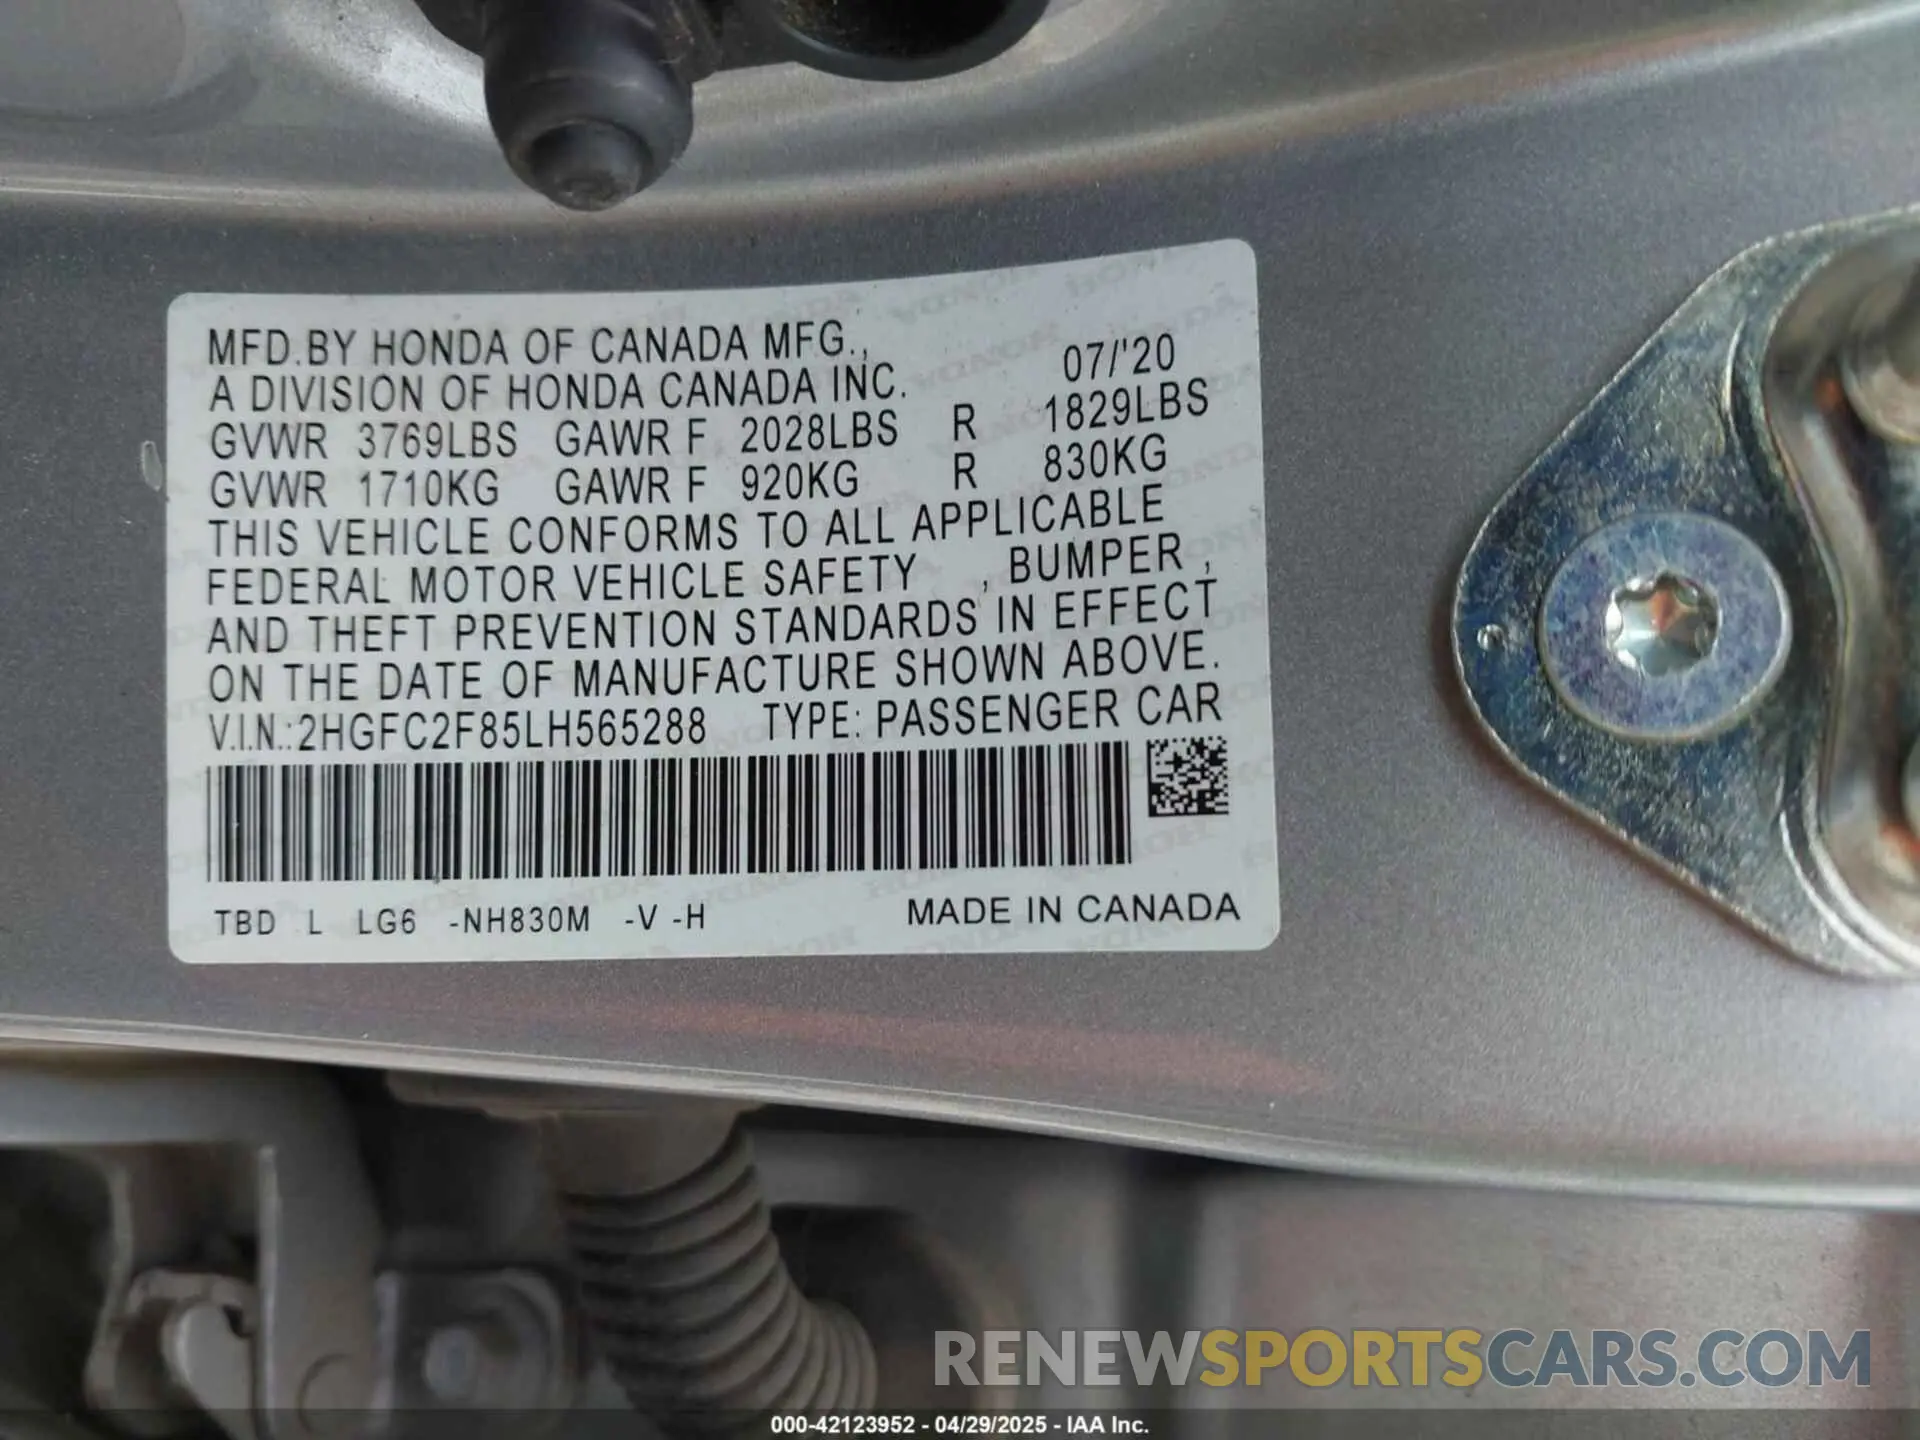 MFD.BY HONDA OF CANADA MFG.,
A DIVISION OF HONDA CANADA INC. 07/'20
GVWR 3769LBS GAWR F 2028LBS R 1829LBS
GVWR 1710KG GAWR F 920KG R 830KG
THIS VEHICLE CONFORMS TO ALL APPLICABLE
FEDERAL MOTOR VEHICLE SAFETY , BUMPER ,
AND THEFT PREVENTION STANDARDS IN EFFECT
ON THE DATE OF MANUFACTURE SHOWN ABOVE.
V.I.N.:2HGFC2F85LH565288 TYPE: PASSENGER CAR
TBD L LG6 -NH830M -V -H MADE IN CANADA
RENEWSPORTSCARS.COM
000-42123952 - 04/29/2025 - IAA Inc.